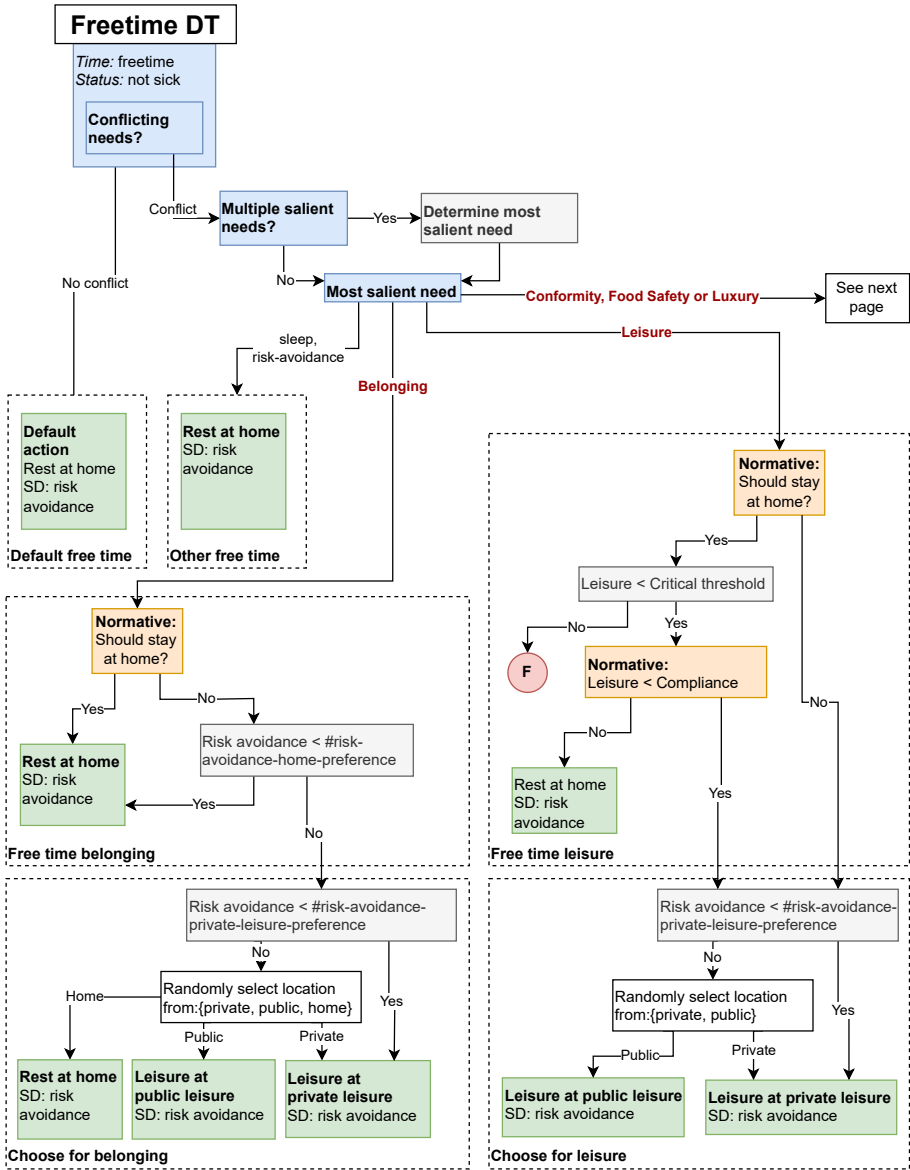 Freetime DT
Time: freetime
Status: not sick
Conflicting
needs?
Conflict
Multiple salient
needs?
Yes
Determine most
salient need
No
No conflict
Most salient need
Conformity, Food Safety or Luxury
See next
page
Leisure
sleep,
risk-avoidance
Belonging
Default
action
Rest at home
SD: risk
avoidance
Default free time
Rest at home
SD: risk
avoidance
Other free time
Normative:
Should stay
at home?
Yes
No
Rest at home
SD: risk
avoidance
Risk avoidance < #risk-
avoidance-home-preference
Yes
No
Free time belonging
Risk avoidance < #risk-avoidance-
private-leisure-preference
No
Yes
Randomly select location
from:{private, public, home}
Home
Public
Private
Rest at home
SD: risk
avoidance
Leisure at
public leisure
SD: risk avoidance
Leisure at
private leisure
SD: risk avoidance
Choose for belonging
Normative:
Should stay
at home?
Yes
No
Leisure < Critical threshold
No
Yes
F
Normative:
Leisure < Compliance
No
Yes
Rest at home
SD: risk
avoidance
Free time leisure
Risk avoidance < #risk-avoidance-
private-leisure-preference
No
Yes
Randomly select location
from:{private, public}
Public
Private
Leisure at public leisure
SD: risk avoidance
Leisure at private leisure
SD: risk avoidance
Choose for leisure